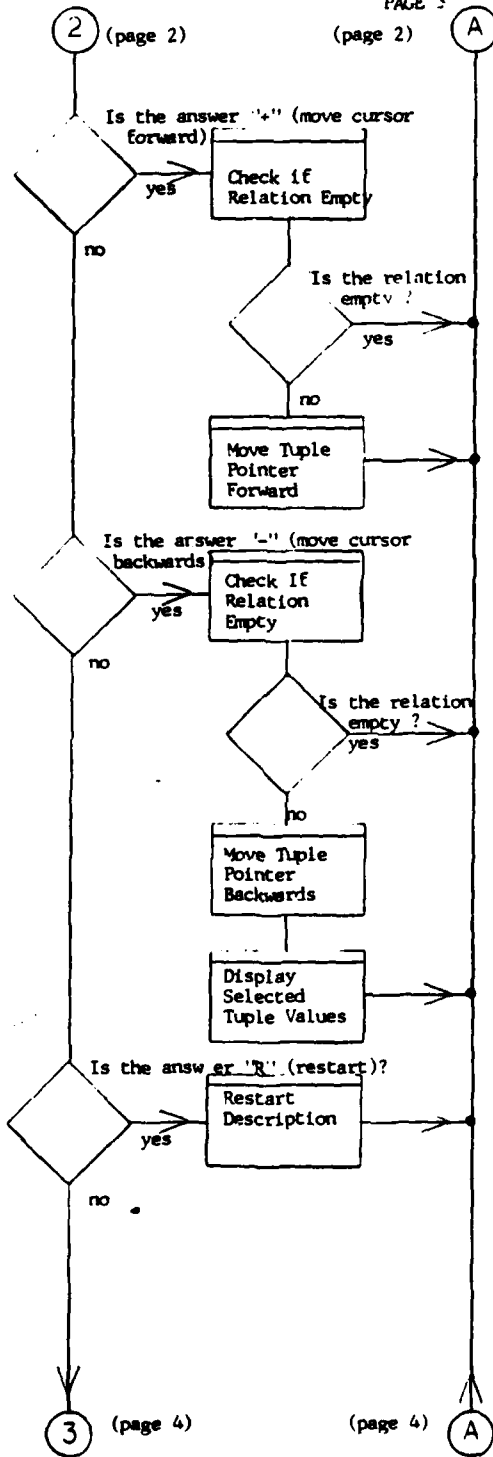 PAGE
2 (page 2) (page 2) A
Is the answer "+" (move cursor
forward)
yes
Check if
Relation Empty
no
Is the relation
empty ?
yes
no
Move Tuple
Pointer
Forward
Is the answer "-" (move cursor
backwards)
yes
Check If
Relation
Empty
no
Is the relation
empty ?
yes
no
Move Tuple
Pointer
Backwards
Display
Selected
Tuple Values
Is the answ er "R" (restart)?
yes
Restart
Description
no
3 (page 4) (page 4) A